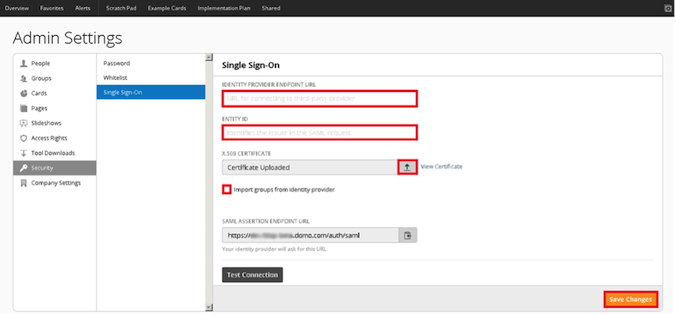 Overview Favorites Alerts Scratch Pad Example Cards Implementation Plan Shared
Admin Settings
People
Groups
Cards
Pages
Slideshows
Access Rights
Tool Downloads
Security
Company Settings
Password
Whitelist
Single Sign-On
Single Sign-On
IDENTITY PROVIDER ENDPOINT URL
URL for connecting to third-party provider
ENTITY ID
Identifies the issuer in the SAML request
X.509 CERTIFICATE
Certificate Uploaded
View Certificate
Import groups from identity provider
SAML ASSERTION ENDPOINT URL
https:// .domo.com/auth/saml
Your identity provider will ask for this URL
Test Connection
Save Changes